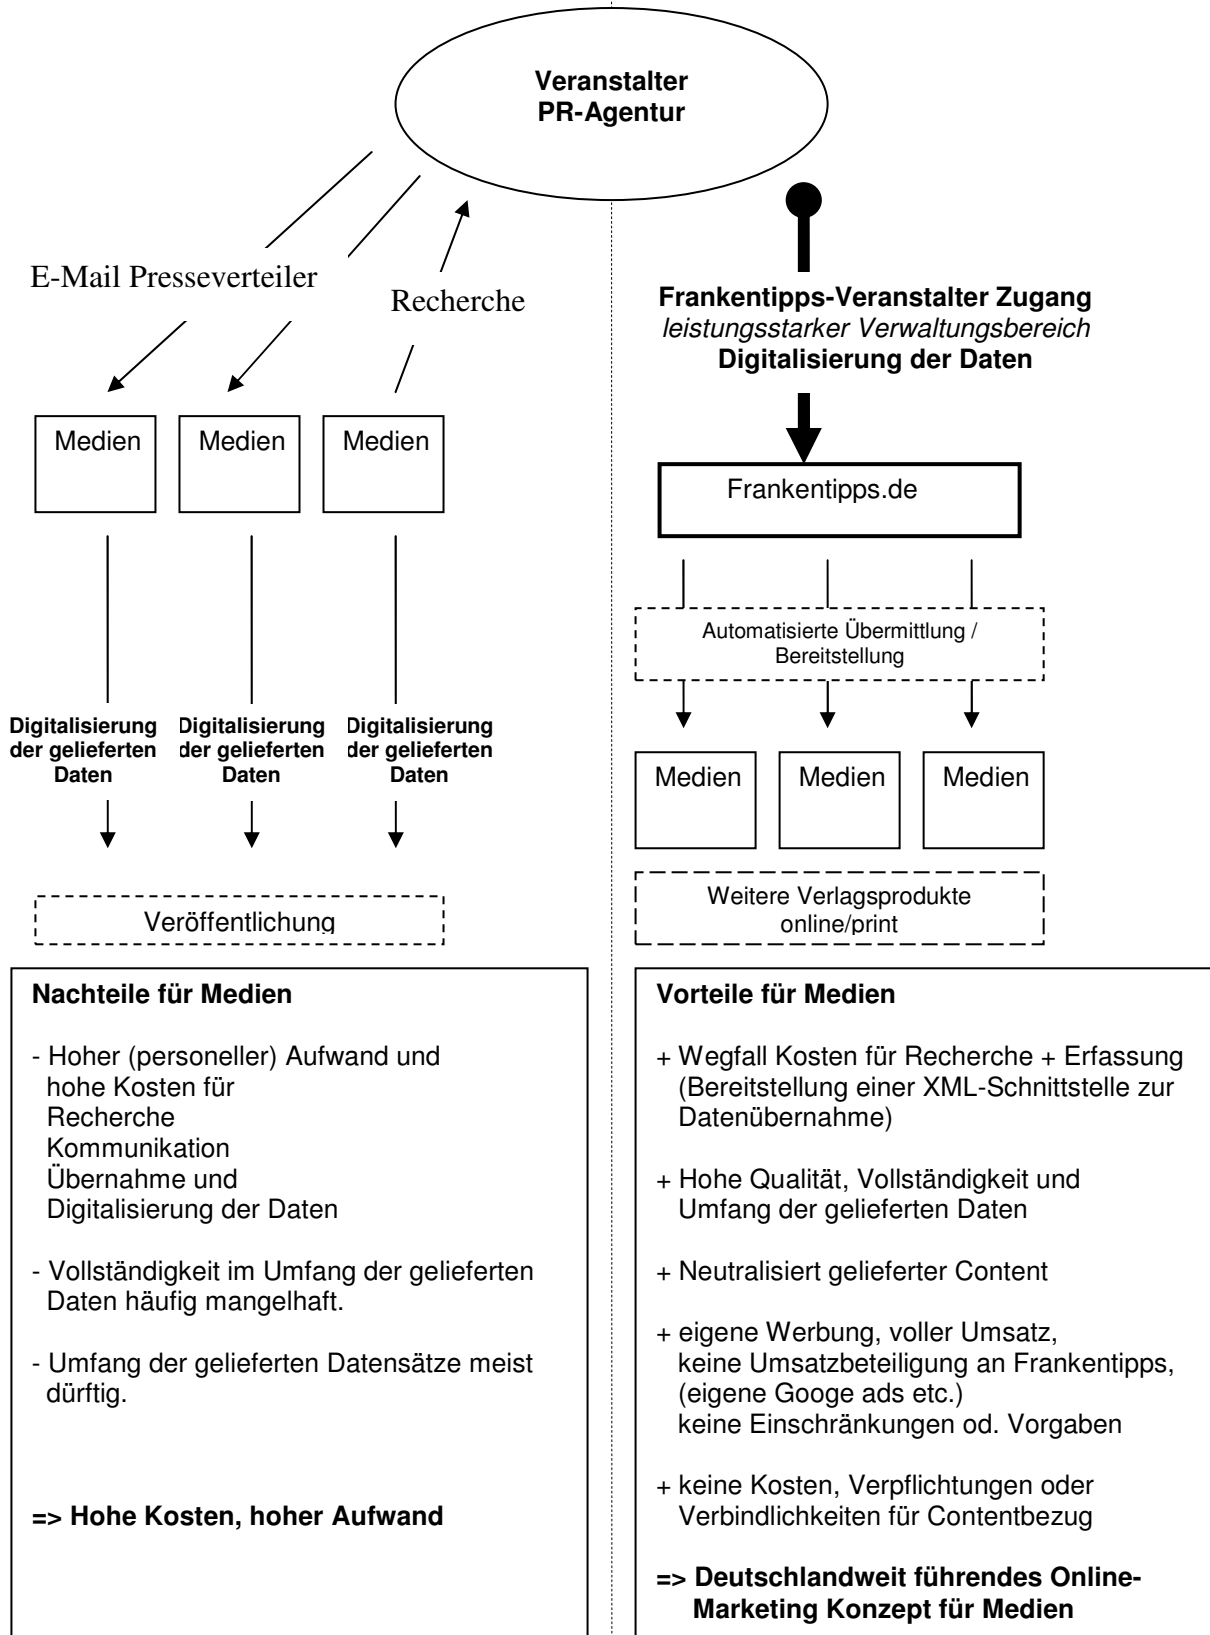 Veranstalter
PR-Agentur
E-Mail Presseverteiler
Recherche
Medien
Medien
Medien
Digitalisierung
der gelieferten
Daten
Digitalisierung
der gelieferten
Daten
Digitalisierung
der gelieferten
Daten
Veröffentlichung
Frankentipps-Veranstalter Zugang
leistungsstarker Verwaltungsbereich
Digitalisierung der Daten
Frankentipps.de
Automatisierte Übermittlung /
Bereitstellung
Medien
Medien
Medien
Weitere Verlagsprodukte
online/print
Nachteile für Medien
- Hoher (personeller) Aufwand und
hohe Kosten für
Recherche
Kommunikation
Übernahme und
Digitalisierung der Daten
- Vollständigkeit im Umfang der gelieferten
Daten häufig mangelhaft.
- Umfang der gelieferten Datensätze meist
dürftig.
=> Hohe Kosten, hoher Aufwand
Vorteile für Medien
+ Wegfall Kosten für Recherche + Erfassung
(Bereitstellung einer XML-Schnittstelle zur
Datenübernahme)
+ Hohe Qualität, Vollständigkeit und
Umfang der gelieferten Daten
+ Neutralisiert gelieferter Content
+ eigene Werbung, voller Umsatz,
keine Umsatzbeteiligung an Frankentipps,
(eigene Googe ads etc.)
keine Einschränkungen od. Vorgaben
+ keine Kosten, Verpflichtungen oder
Verbindlichkeiten für Contentbezug
=> Deutschlandweit führendes Online-
Marketing Konzept für Medien